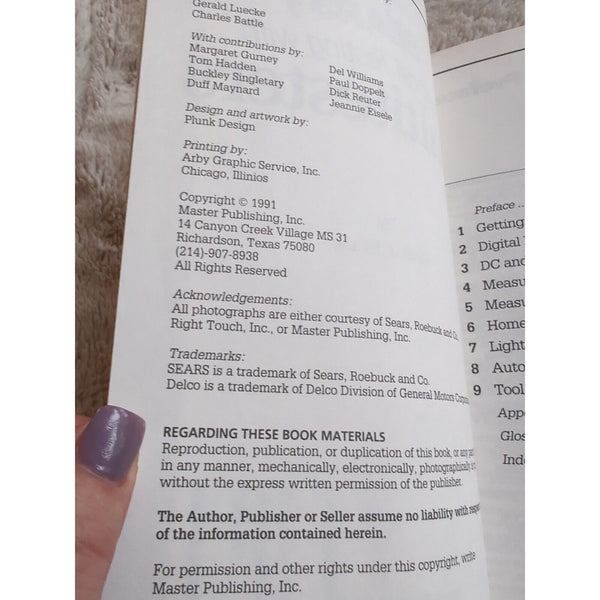 Gerald Luecke
Charles Battle
With contributions by:
Margaret Gurney
Tom Hadden
Buckley Singletary
Duff Maynard
Del Williams
Paul Doppelt
Dick Reuter
Jeannie Eisele
Design and artwork by:
Plunk Design
Printing by:
Arby Graphic Service, Inc.
Chicago, Illinios
Copyright © 1991
Master Publishing, Inc.
14 Canyon Creek Village MS 31
Richardson, Texas 75080
(214)-907-8938
All Rights Reserved
Acknowledgements:
All photographs are either courtesy of Sears, Roebuck and Co,
Right Touch, Inc., or Master Publishing, Inc.
Trademarks:
SEARS is a trademark of Sears, Roebuck and Co.
Delco is a trademark of Delco Division of General Motors
REGARDING THESE BOOK MATERIALS
Reproduction, publication, or duplication of this book, or any
in any manner, mechanically, electronically, photographically
without the express written permission of the publisher.
The Author, Publisher or Seller assume no liability with
of the information contained herein.
For permission and other rights under this copyright, write
Master Publishing, Inc.
Preface ..
1 Getting
2 Digital
3 DC and
4 Measu
5 Measu
6 Home
7 Light
8 Auto
9 Tool
Appe
Glos
Inde